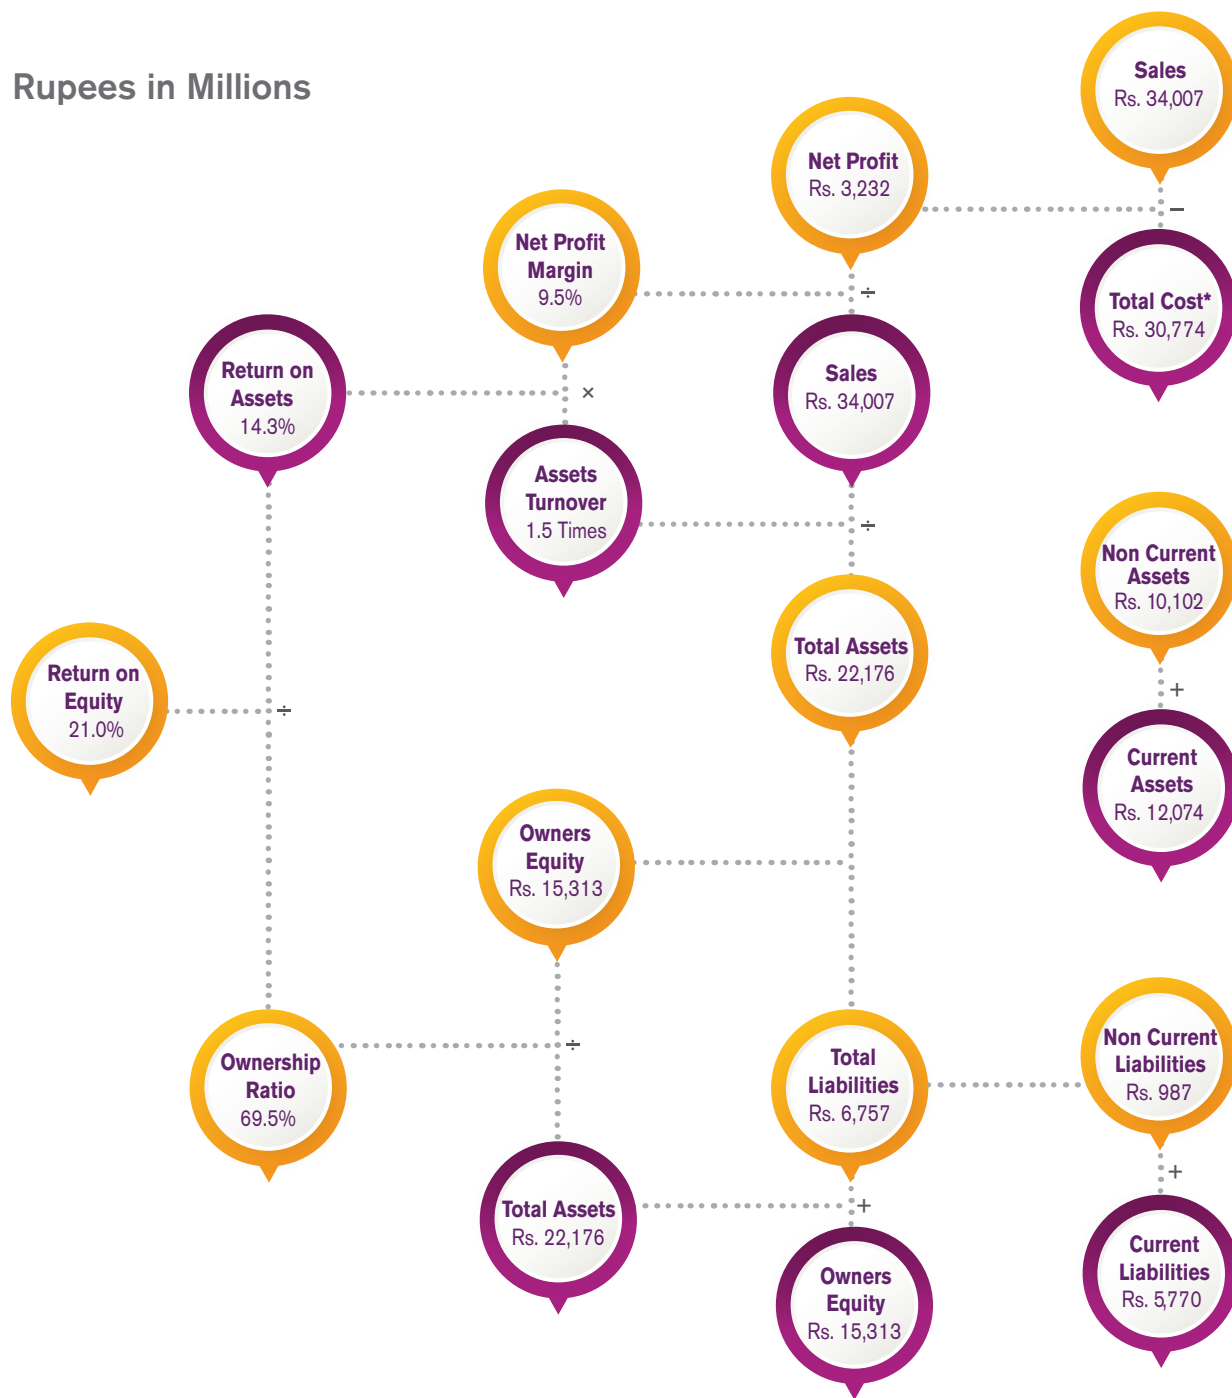 Rupees in Millions
Sales
Rs. 34,007
Net Profit
Rs. 3,232
–
Net Profit
Margin
9.5%
÷
Total Cost*
Rs. 30,774
Return on
Assets
14.3%
×
Sales
Rs. 34,007
Assets
Turnover
1.5 Times
÷
Non Current
Assets
Rs. 10,102
Total Assets
Rs. 22,176
Return on
Equity
21.0%
÷
+
Current
Assets
Rs. 12,074
Owners
Equity
Rs. 15,313
Ownership
Ratio
69.5%
÷
Total
Liabilities
Rs. 6,757
Non Current
Liabilities
Rs. 987
+
Total Assets
Rs. 22,176
+
Owners
Equity
Rs. 15,313
Current
Liabilities
Rs. 5,770